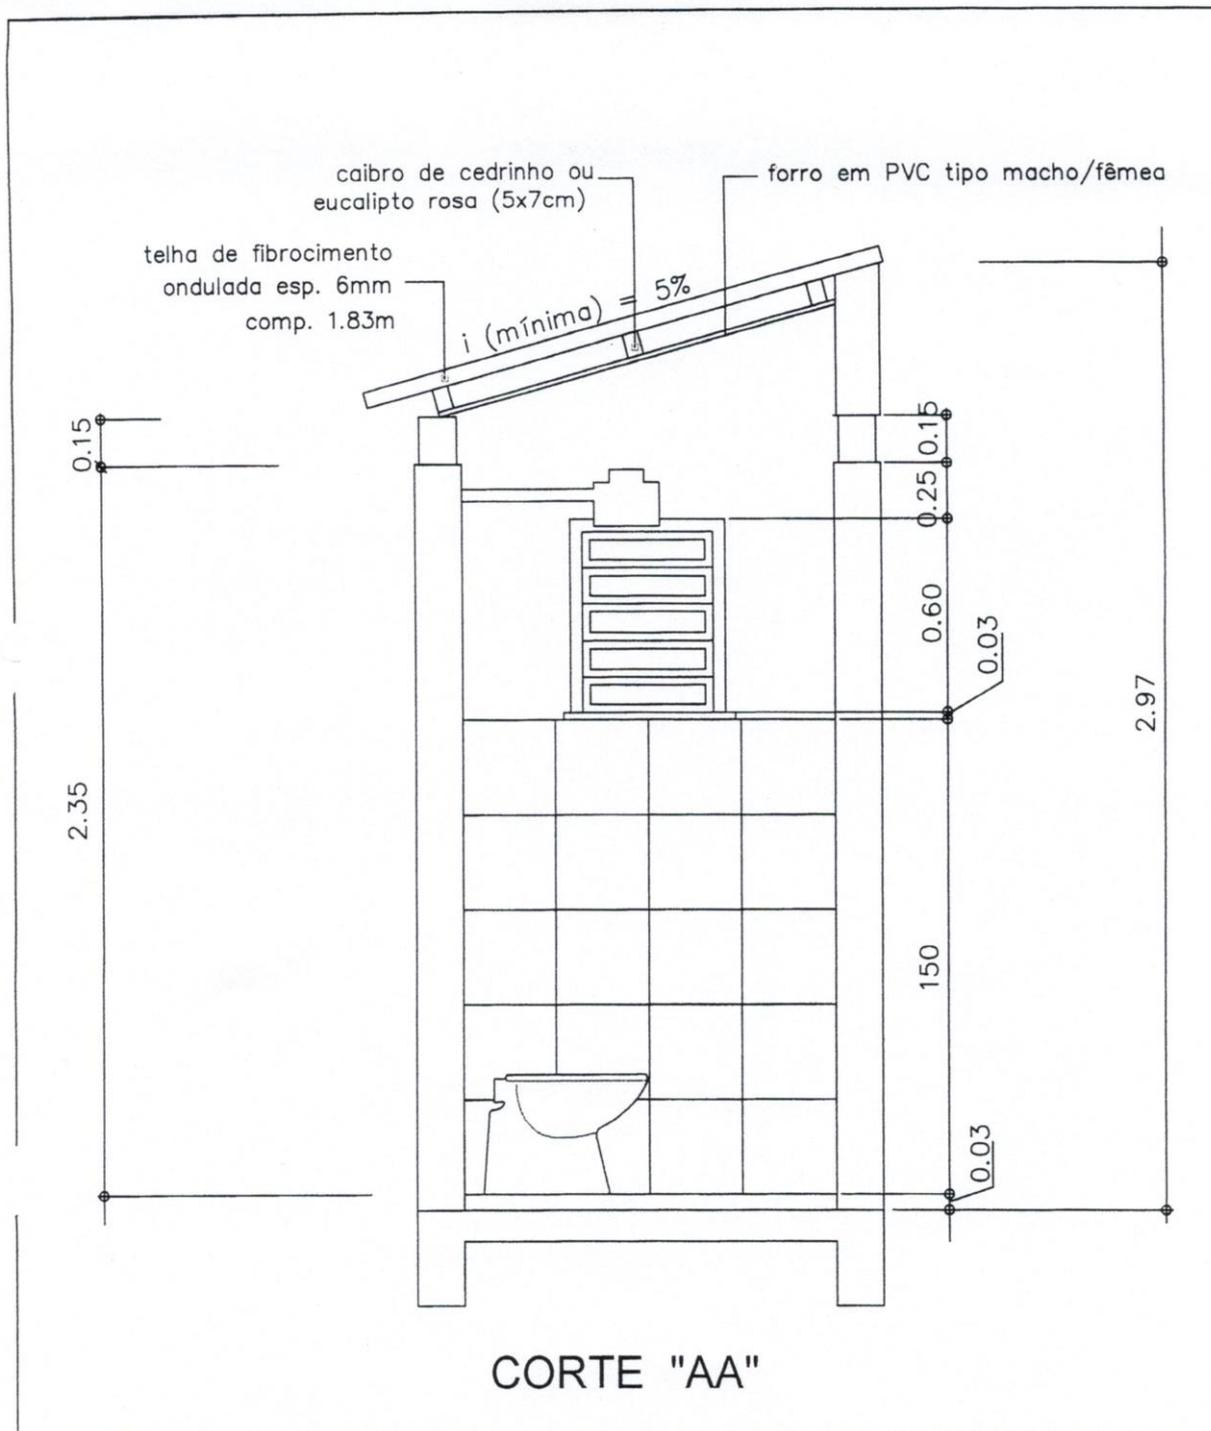 caibro de cedrinho ou
eucalipto rosa (5x7cm)
forro em PVC tipo macho/fêmea
telha de fibrocimento
ondulada esp. 6mm
comp. 1.83m
i (mínima) = 5%
0.15
0.15
0.25
0.60
0.03
2.97
2.35
150
0.03
CORTE "AA"